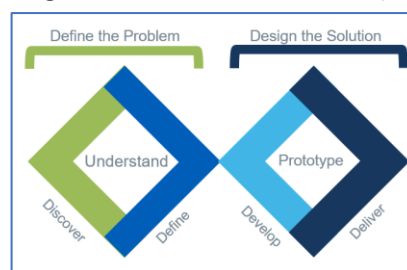 Define the Problem
Design the Solution
Understand
Prototype
Discover
Define
Develop
Deliver